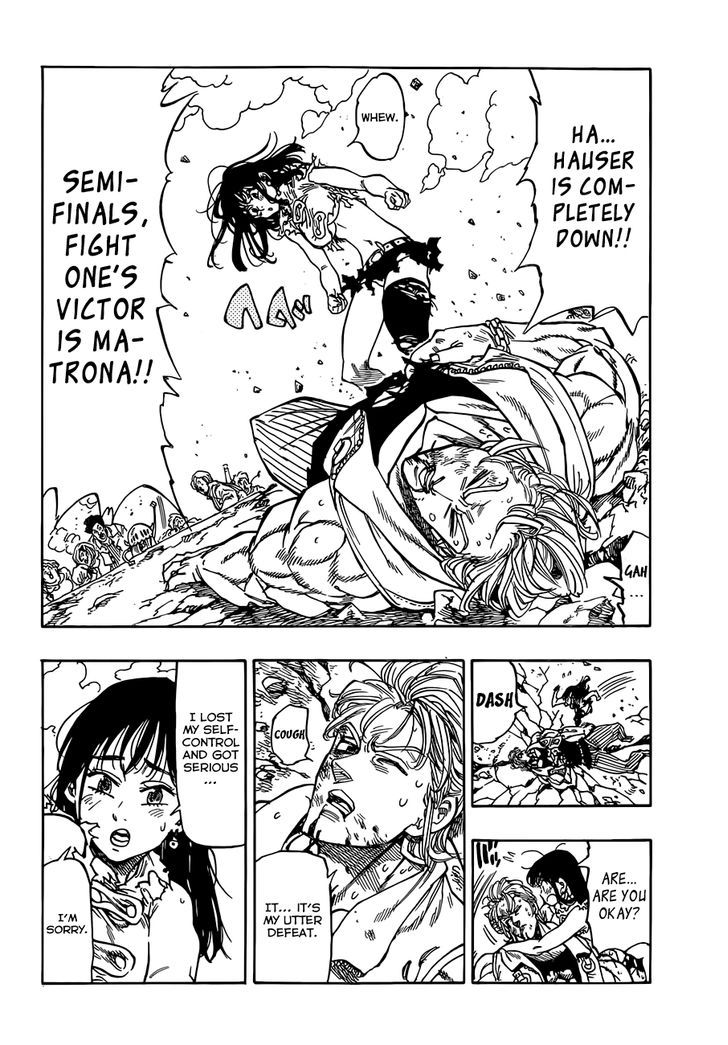 HA...
HAUSER
IS COM-
PLETELY
DOWN!!
WHEW.
SEMI-
FINALS,
FIGHT
ONE'S
VICTOR
IS MA-
TRONA!!
GAH
...
DASH
ARE...
ARE YOU
OKAY?
COUGH
IT... IT'S
MY UTTER
DEFEAT.
I LOST
MY SELF-
CONTROL
AND GOT
SERIOUS
...
I'M
SORRY.